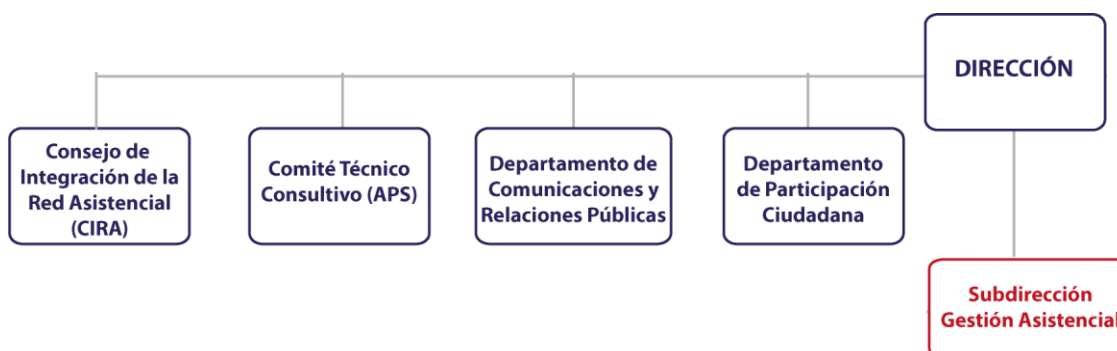 DIRECCIÓN
Consejo de
Integración de la
Red Asistencial
(CIRA)
Comité Técnico
Consultivo (APS)
Departamento de
Comunicaciones y
Relaciones Públicas
Departamento
de Participación
Ciudadana
Subdirección
Gestión Asistencial